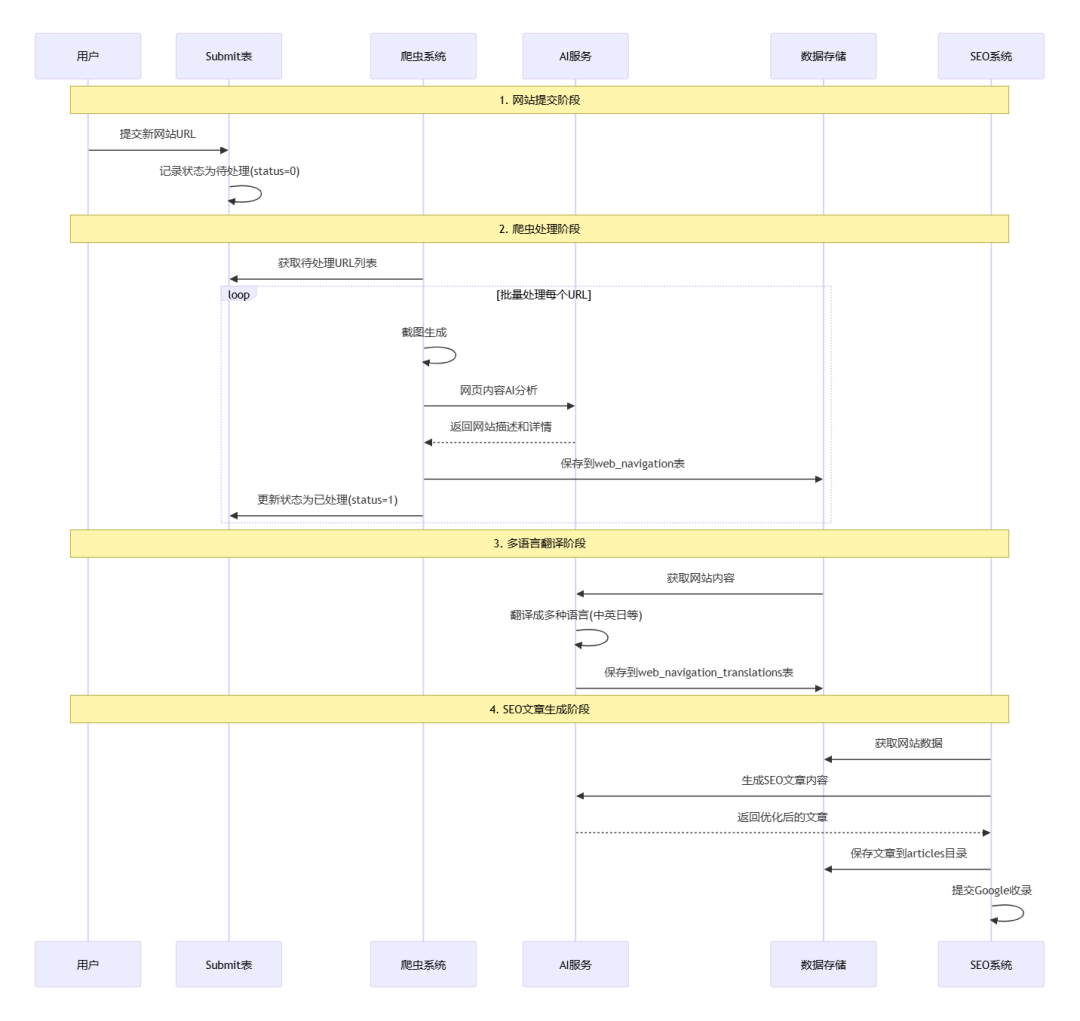 用户
Submit表
爬虫系统
AI服务
数据存储
SEO系统
1. 网站提交阶段
提交新网站URL
记录状态为待处理(status=0)
2. 爬虫处理阶段
获取待处理URL列表
loop
[批量处理每个URL]
截图生成
网页内容AI分析
返回网站描述和详情
保存到web_navigation表
更新状态为已处理(status=1)
3. 多语言翻译阶段
获取网站内容
翻译成多种语言(中英日等)
保存到web_navigation_translations表
4. SEO文章生成阶段
获取网站数据
生成SEO文章内容
返回优化后的文章
保存文章到articles目录
提交Google收录
用户
Submit表
爬虫系统
AI服务
数据存储
SEO系统